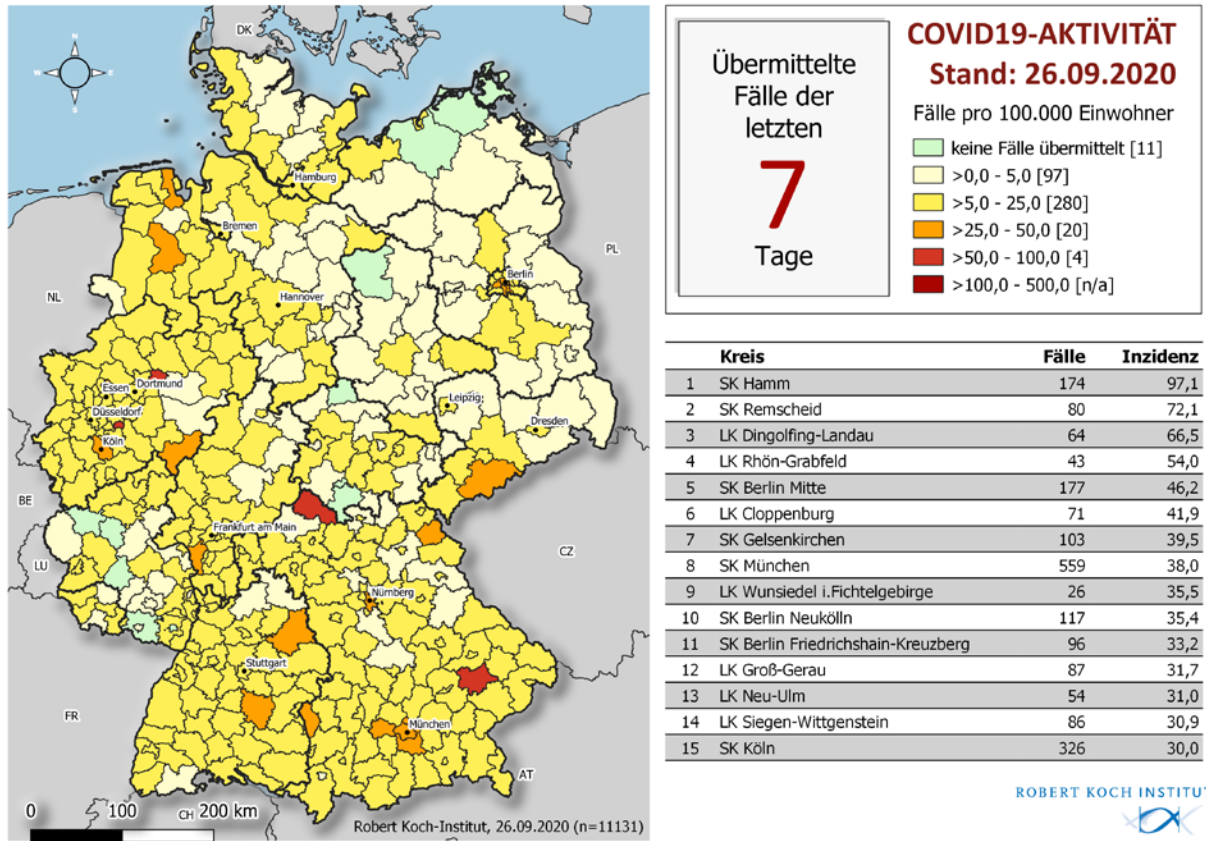 DK
N
W
E
S
Hamburg
Bremen
PL
Berlin
NL
Hannover
Essen
Dortmund
Düsseldorf
Leipzig
Dresden
Köln
BE
Frankfurt am Main
CZ
LU
Nürnberg
Stuttgart
FR
München
AT
0 100 200 km
CH
Robert Koch-Institut, 26.09.2020 (n=11131)
Übermittelte
Fälle der
letzten
7
Tage
COVID19-AKTIVITÄT
Stand: 26.09.2020
Fälle pro 100.000 Einwohner
keine Fälle übermittelt [11]
>0,0 - 5,0 [97]
>5,0 - 25,0 [280]
>25,0 - 50,0 [20]
>50,0 - 100,0 [4]
>100,0 - 500,0 [n/a]
Kreis Fälle Inzidenz
1 SK Hamm 174 97,1
2 SK Remscheid 80 72,1
3 LK Dingolfing-Landau 64 66,5
4 LK Rhön-Grabfeld 43 54,0
5 SK Berlin Mitte 177 46,2
6 LK Cloppenburg 71 41,9
7 SK Gelsenkirchen 103 39,5
8 SK München 559 38,0
9 LK Wunsiedel i.Fichtelgebirge 26 35,5
10 SK Berlin Neukölln 117 35,4
11 SK Berlin Friedrichshain-Kreuzberg 96 33,2
12 LK Groß-Gerau 87 31,7
13 LK Neu-Ulm 54 31,0
14 LK Siegen-Wittgenstein 86 30,9
15 SK Köln 326 30,0
ROBERT KOCH INSTITU